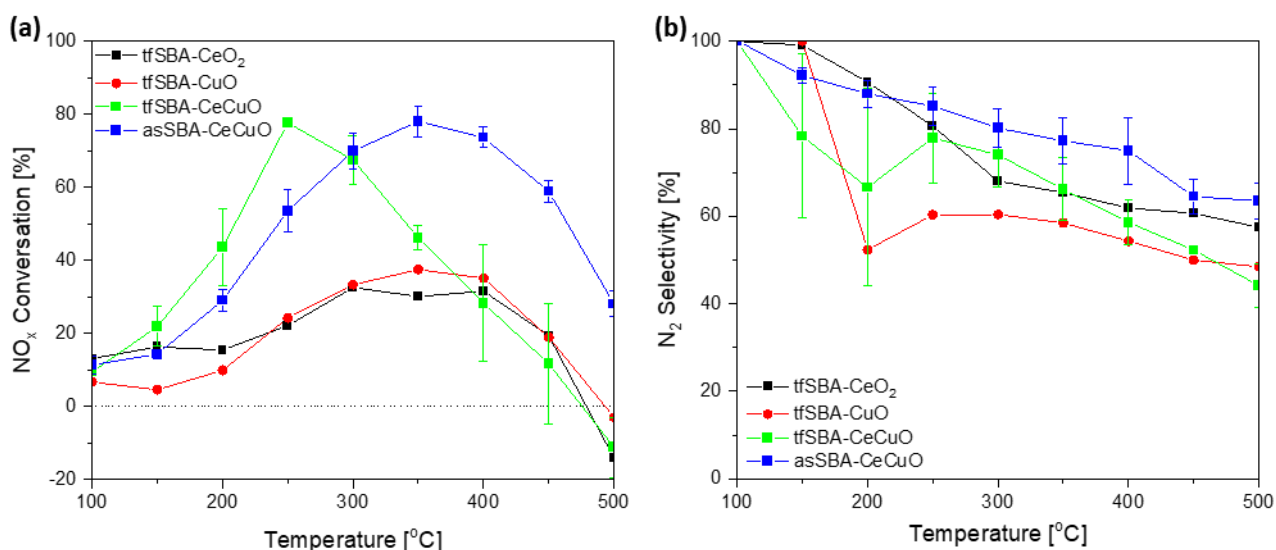 (a)
100
80
60
40
20
0
-20
NOₓ Conversation [%]
tfSBA-CeO₂
tfSBA-CuO
tfSBA-CeCuO
asSBA-CeCuO
100 200 300 400 500
Temperature [°C]
(b)
100
80
60
40
20
0
N₂ Selectivity [%]
tfSBA-CeO₂
tfSBA-CuO
tfSBA-CeCuO
asSBA-CeCuO
100 200 300 400 500
Temperature [°C]